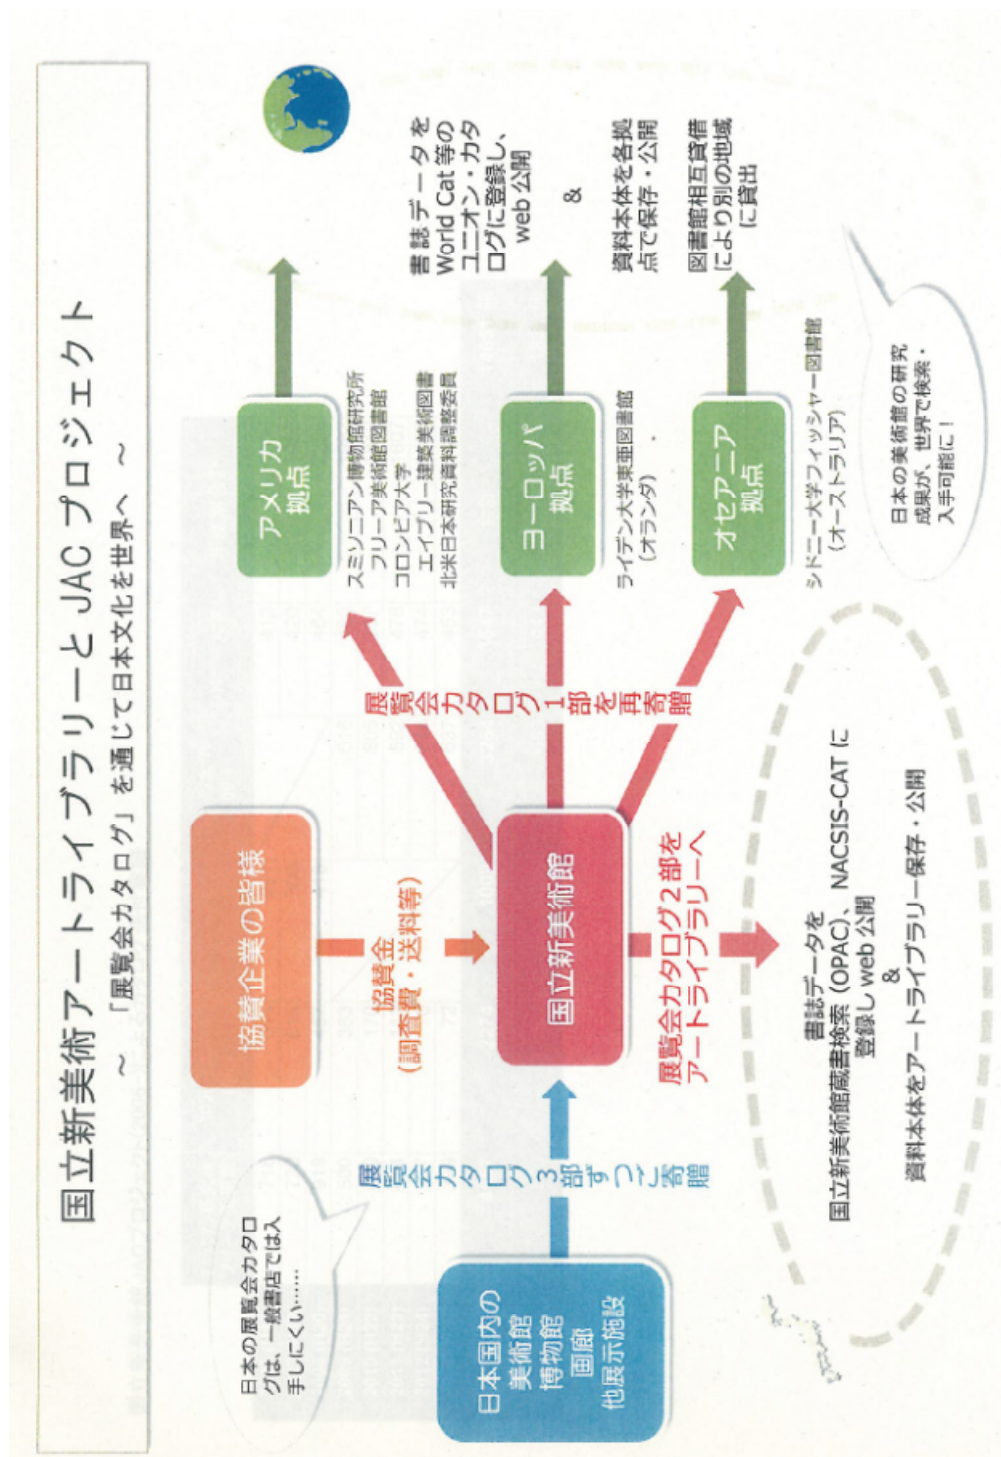 国立新美術アートライブラリーと JAC プロジェクト
～ 「展覧会カタログ」を通じて日本文化を世界へ ～
日本の展覧会カタロ
グは、一般書店では入
手しにくい……
日本国内の
美術館
博物館
画廊
他展示施設
展覧会カタログ3部ずつご寄贈
協賛企業の皆様
協賛金
(調査費・送料等)
国立新美術館
展覧会カタログ2部を
アートライブラリーへ
書誌データを
国立新美術館蔵書検索 (OPAC)、NACSIS-CAT に
登録し web 公開
&
資料本体をアートライブラリー保存・公開
展覧会カタログ1部を再寄贈
アメリカ
拠点
スミソニアン博物館研究所
フリーア美術館図書館
コロンビア大学
エイブリー建築美術図書
北米日本研究資料調整委員
ヨーロッパ
拠点
ライデン大学東亜図書館
(オランダ)
オセアニア
拠点
シドニー大学フィッシャー図書館
(オーストラリア)
書誌データを
World Cat 等の
ユニオン・カタ
ログに登録し、
web 公開
&
資料本体を各拠
点で保存・公開
図書館相互貸借
により別の地域
に貸出
日本の美術館の研究
成果が、世界で検索・
入手可能に！